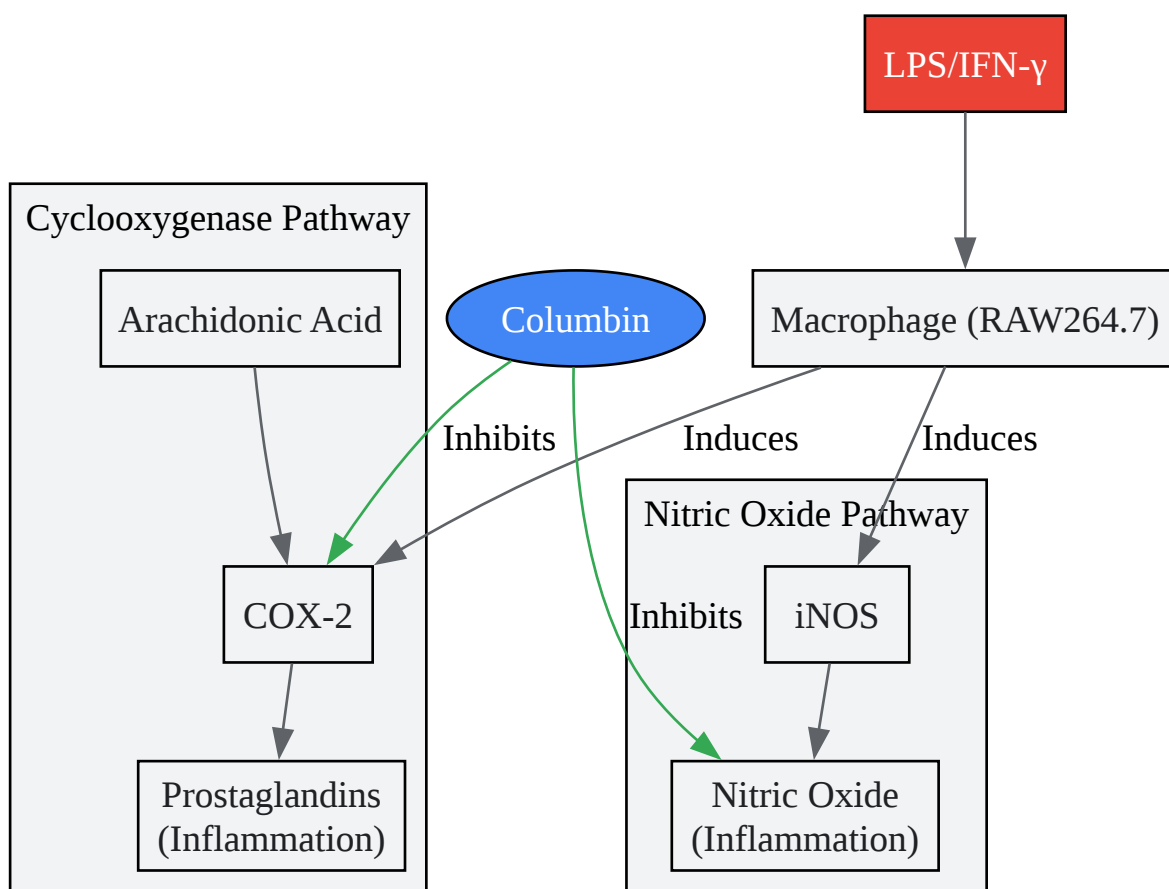 LPS/IFN-γ
Cyclooxygenase Pathway
Arachidonic Acid
Columbin
Macrophage (RAW264.7)
Inhibits
Induces
Induces
Nitric Oxide Pathway
COX-2
Inhibits
iNOS
Prostaglandins
(Inflammation)
Nitric Oxide
(Inflammation)